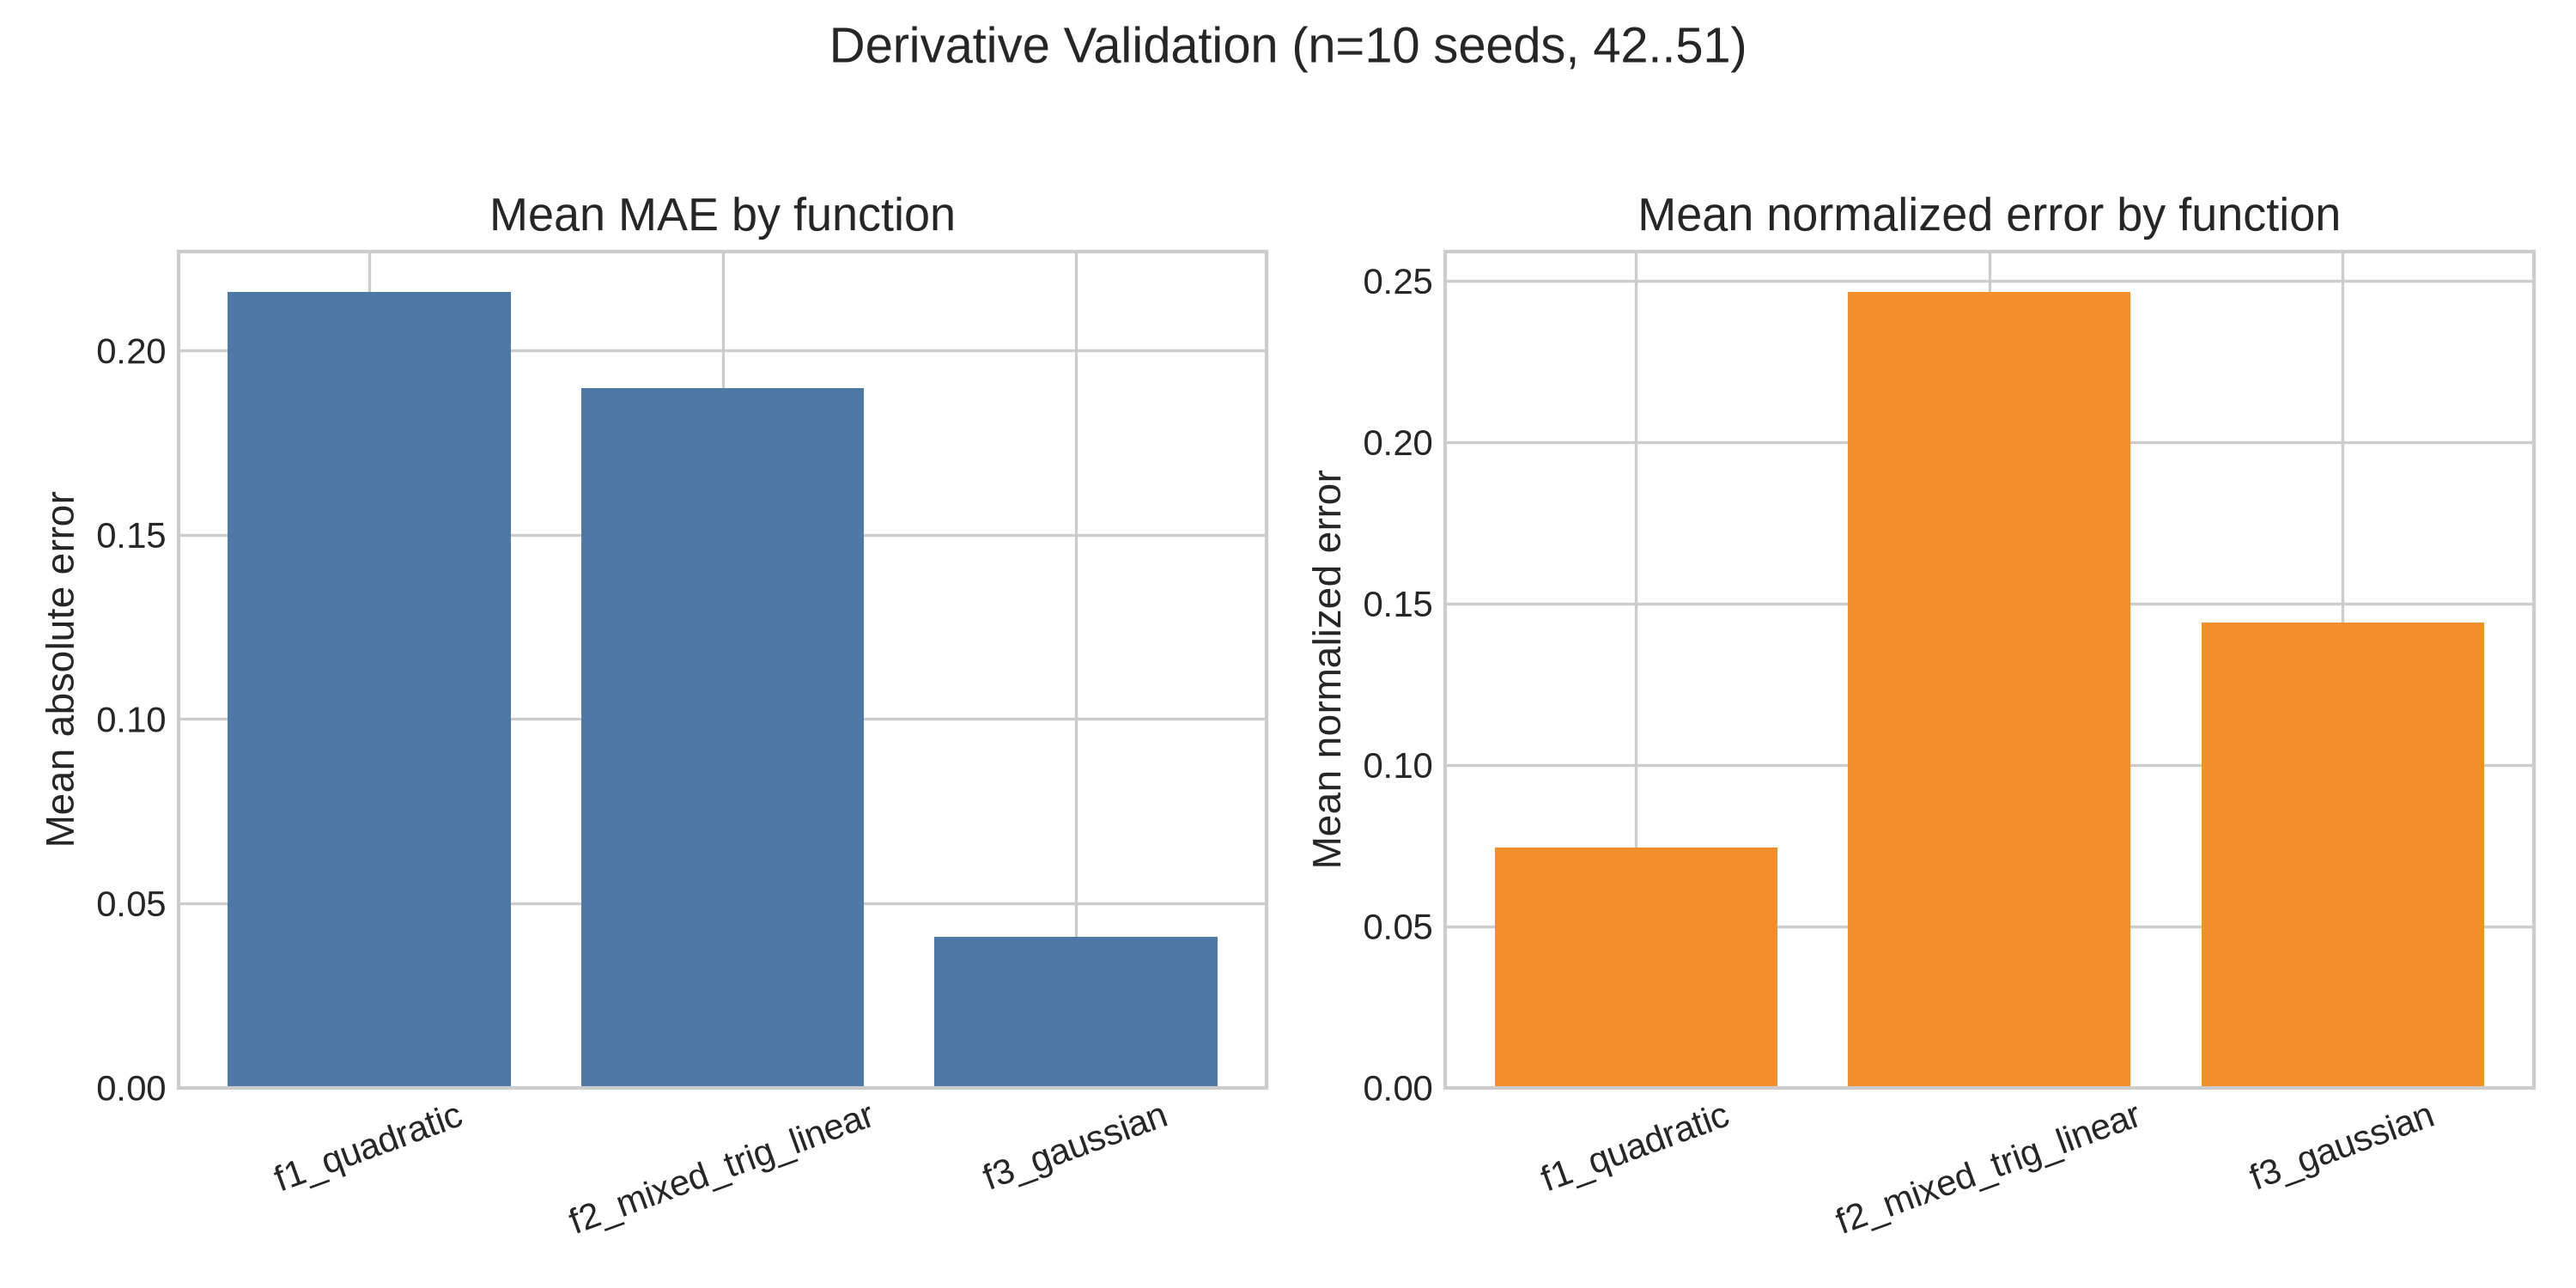 Derivative Validation (n=10 seeds, 42..51)
Mean MAE by function
Mean absolute error
0.20
0.15
0.10
0.05
0.00
f1_quadratic
f2_mixed_trig_linear
f3_gaussian
Mean normalized error by function
Mean normalized error
0.25
0.20
0.15
0.10
0.05
0.00
f1_quadratic
f2_mixed_trig_linear
f3_gaussian